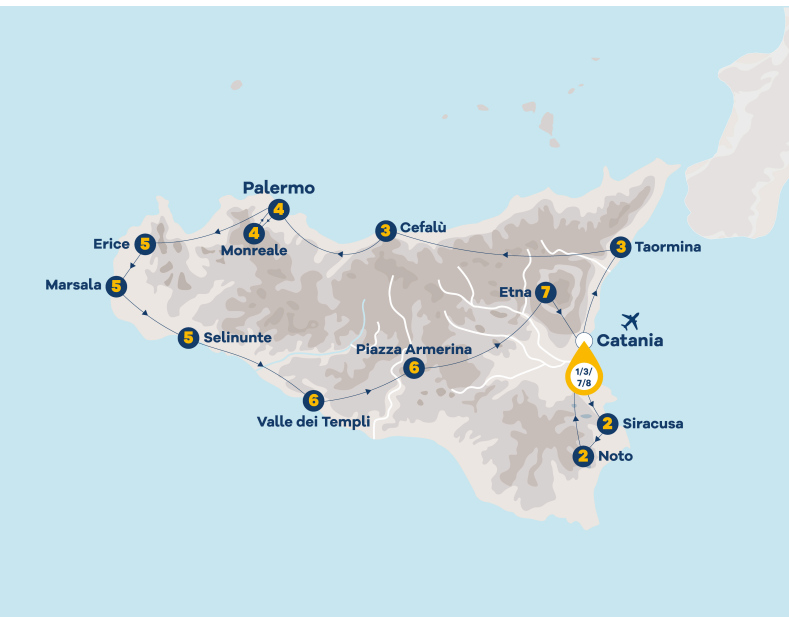 Palermo
4
4
Monreale
Erice
5
3
Cefalù
3
Taormina
Marsala
5
Etna
7
5
Selinunte
Catania
Piazza Armerina
6
1/3/
7/8
6
Valle dei Templi
2
Siracusa
2
Noto